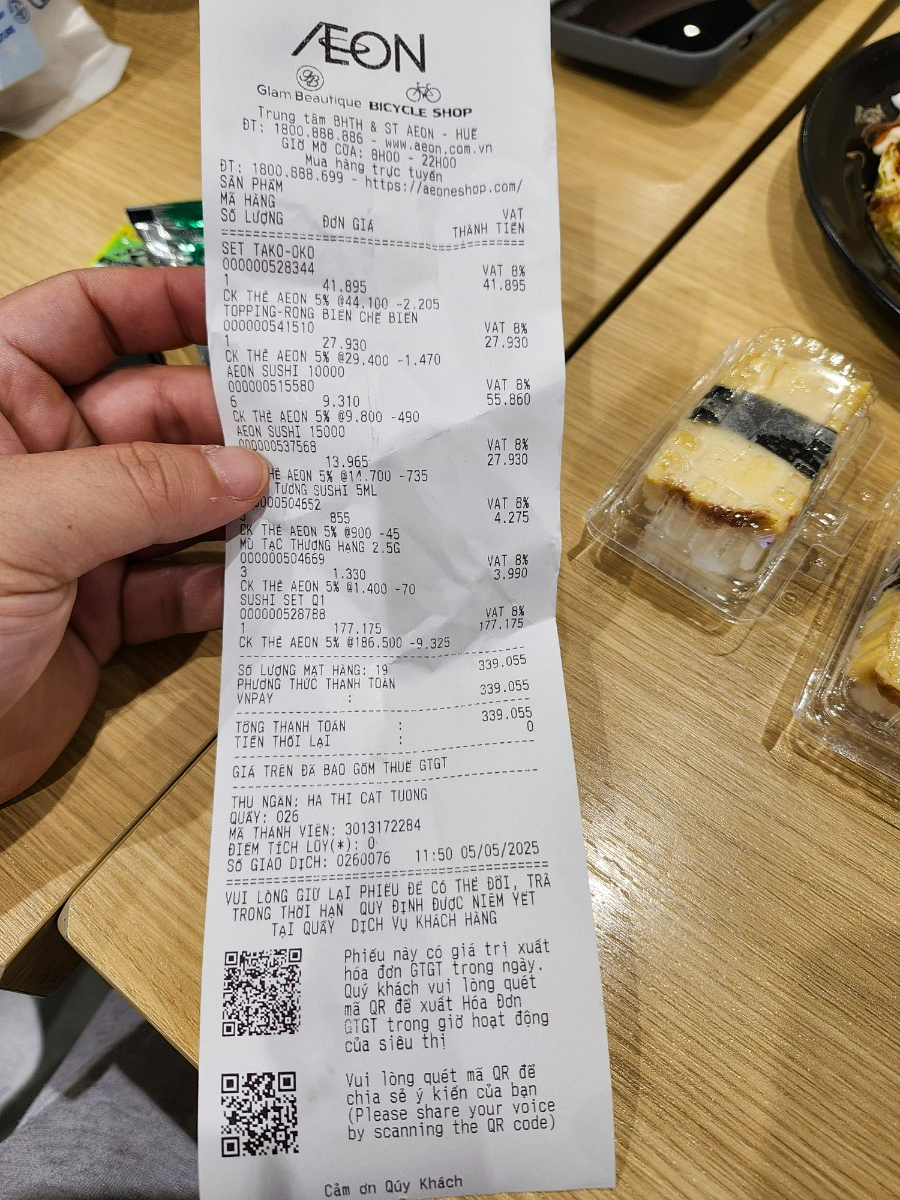 ÆON
Glam Beautique BICYCLE SHOP
Trung tâm BHTH & ST AEON - HUẾ
ĐT: 1800.888.886 - www.aeon.com.vn
GIỜ MỞ CỬA: 8H00 - 22H00
Mua hàng trực tuyến
ĐT: 1800.888.699 - https://aeoneshop.com/
SẢN PHẨM
MÃ HÀNG VAT
SỐ LƯỢNG ĐƠN GIÁ THÀNH TIỀN
SET TAKO-OKO
000000528344 VAT 8%
1 41.895 41.895
CK THẺ AEON 5% @44.100 -2.205
TOPPING-RONG BIỂN CHẾ BIẾN
000000541510 VAT 8%
1 27.930 27.930
CK THẺ AEON 5% @29.400 -1.470
AEON SUSHI 10000
000000515580 VAT 8%
6 9.310 55.860
CK THẺ AEON 5% @9.800 -490
AEON SUSHI 15000
000000537568 VAT 8%
13.965 27.930
THẺ AEON 5% @14.700 -735
TƯƠNG SUSHI 5ML
000000504652 VAT 8%
855 4.275
CK THẺ AEON 5% @900 -45
MÙ TẠC THƯỢNG HẠNG 2.5G
000000504669 VAT 8%
3 1.330 3.990
CK THẺ AEON 5% @1.400 -70
SUSHI SET Q1
000000528788 VAT 8%
1 177.175 177.175
CK THẺ AEON 5% @186.500 -9.325
SỐ LƯỢNG MẶT HÀNG: 19 339.055
PHƯƠNG THỨC THANH TOÁN
VNPAY : 339.055
TỔNG THANH TOÁN : 339.055
TIỀN THỐI LẠI : 0
GIÁ TRÊN ĐÃ BAO GỒM THUẾ GTGT
THU NGÂN: HA THI CAT TUONG
QUẦY: 026
MÃ THÀNH VIÊN: 3013172284
ĐIỂM TÍCH LŨY(*): 0
SỐ GIAO DỊCH: 0260076 11:50 05/05/2025
VUI LÒNG GIỮ LẠI PHIẾU ĐỂ CÓ THỂ ĐỔI, TRẢ
TRONG THỜI HẠN QUY ĐỊNH ĐƯỢC NIÊM YẾT
TẠI QUẦY DỊCH VỤ KHÁCH HÀNG
Phiếu này có giá trị xuất
hóa đơn GTGT trong ngày.
Quý khách vui lòng quét
mã QR để xuất Hóa Đơn
GTGT trong giờ hoạt động
của siêu thị
Vui lòng quét mã QR để
chia sẻ ý kiến của bạn
(Please share your voice
by scanning the QR code)
Cảm ơn Qúy Khách